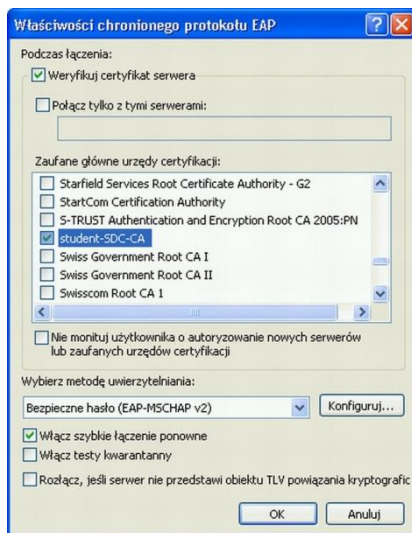 Właściwości chronionego protokołu EAP
Podczas łączenia:
Weryfikuj certyfikat serwera
Połącz tylko z tymi serwerami:
Zaufane główne urzędy certyfikacji:
Starfield Services Root Certificate Authority - G2
StartCom Certification Authority
S-TRUST Authentication and Encryption Root CA 2005:PN
student-SDC-CA
Swiss Government Root CA I
Swiss Government Root CA II
Swisscom Root CA 1
Nie monituj użytkownika o autoryzowanie nowych serwerów
lub zaufanych urzędów certyfikacji
Wybierz metodę uwierzytelniania:
Bezpieczne hasło (EAP-MSCHAP v2)
Konfiguruj...
Włącz szybkie łączenie ponowne
Włącz testy kwarantanny
Rozłącz, jeśli serwer nie przedstawi obiektu TLV powiązania kryptografic
OK
Anuluj